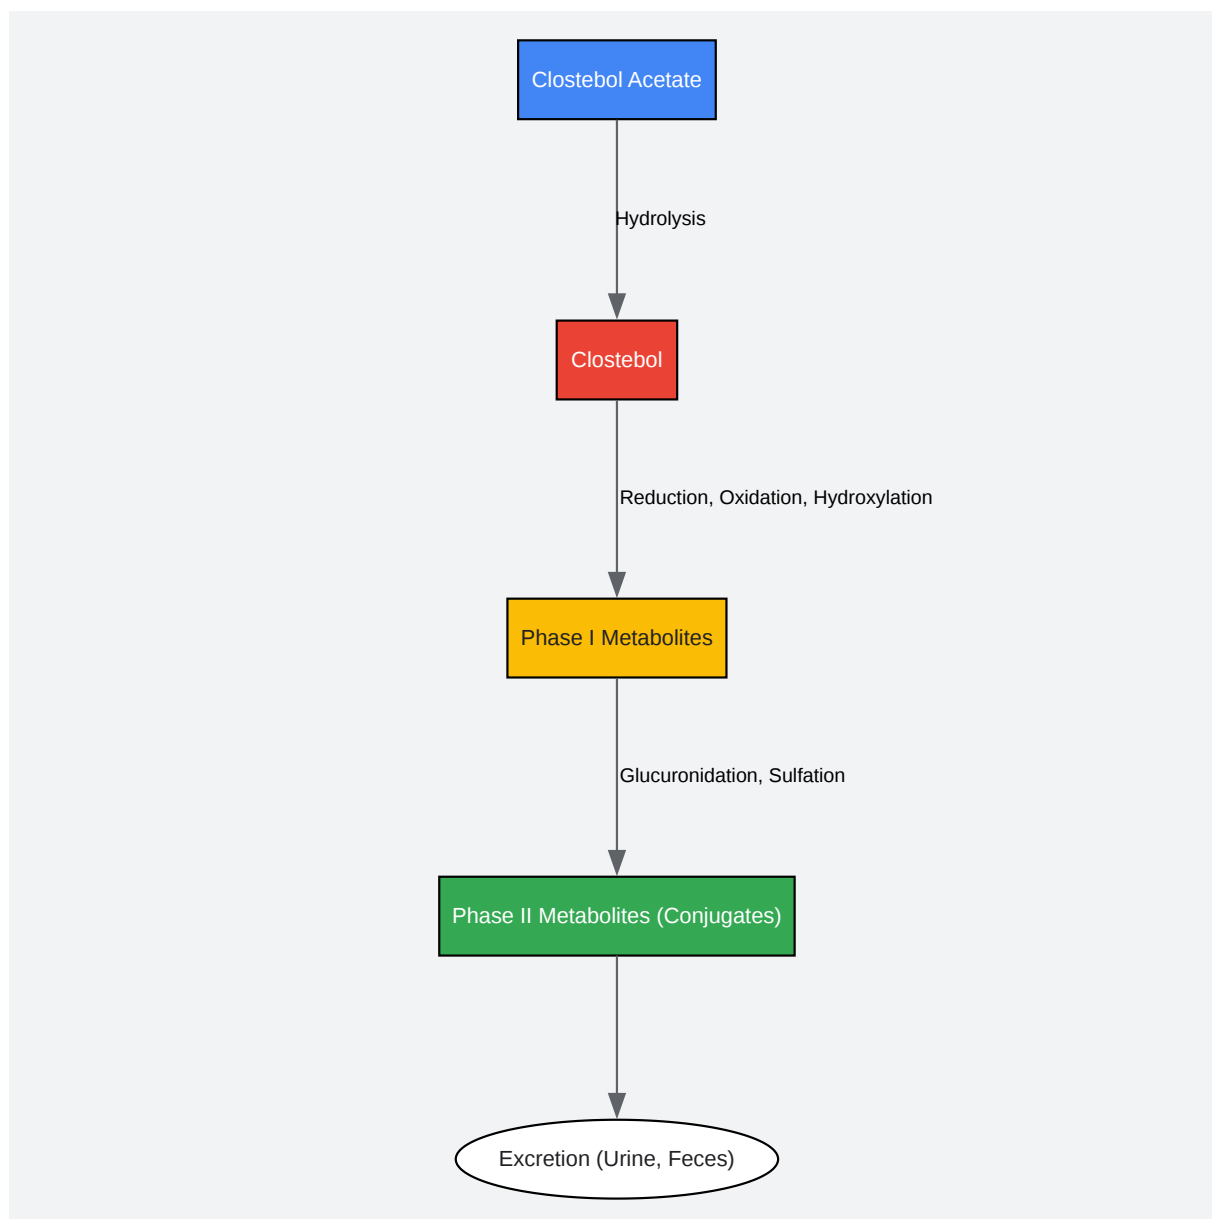 Clostebol Acetate
Hydrolysis
Clostebol
Reduction, Oxidation, Hydroxylation
Phase I Metabolites
Glucuronidation, Sulfation
Phase II Metabolites (Conjugates)
Excretion (Urine, Feces)